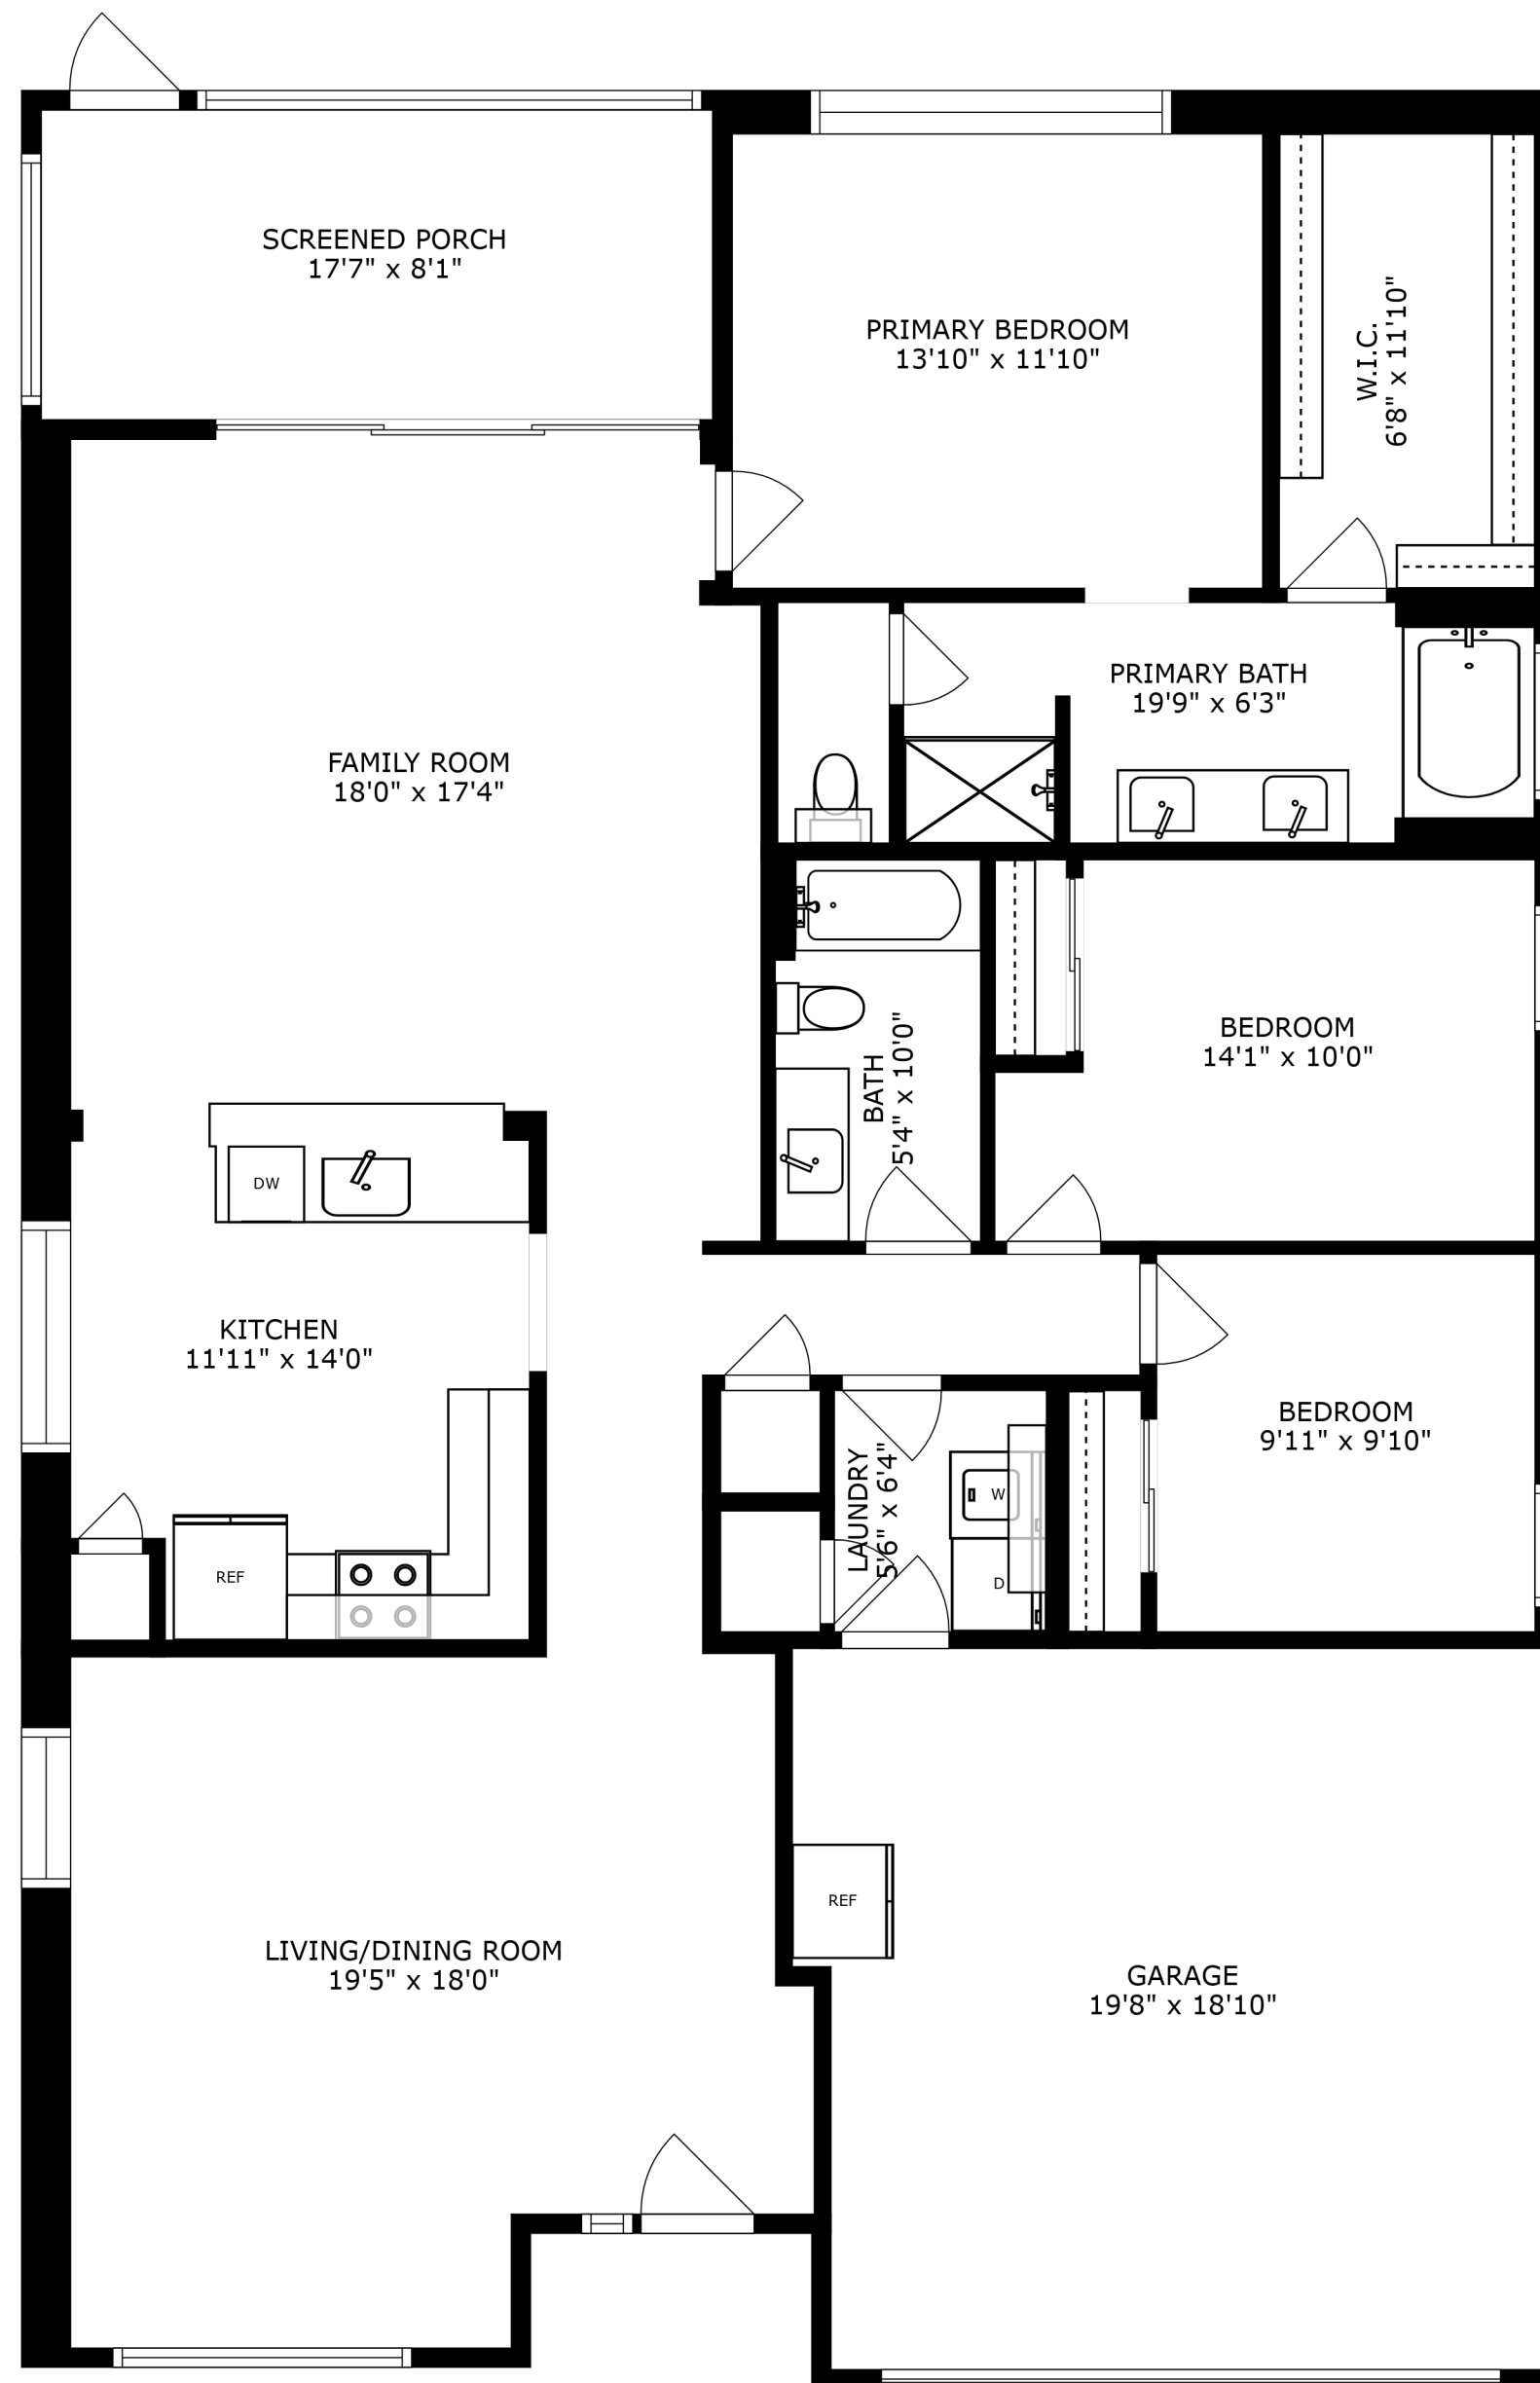 SCREENED PORCH
17'7" x 8'1"
PRIMARY BEDROOM
13'10" x 11'10"
W.I.C.
6'8" x 11'10"
PRIMARY BATH
19'9" x 6'3"
FAMILY ROOM
18'0" x 17'4"
BEDROOM
14'1" x 10'0"
BATH
5'4" x 10'0"
DW
KITCHEN
11'11" x 14'0"
BEDROOM
9'11" x 9'10"
LAUNDRY
5'6" x 6'4"
W
D
REF
REF
LIVING/DINING ROOM
19'5" x 18'0"
GARAGE
19'8" x 18'10"